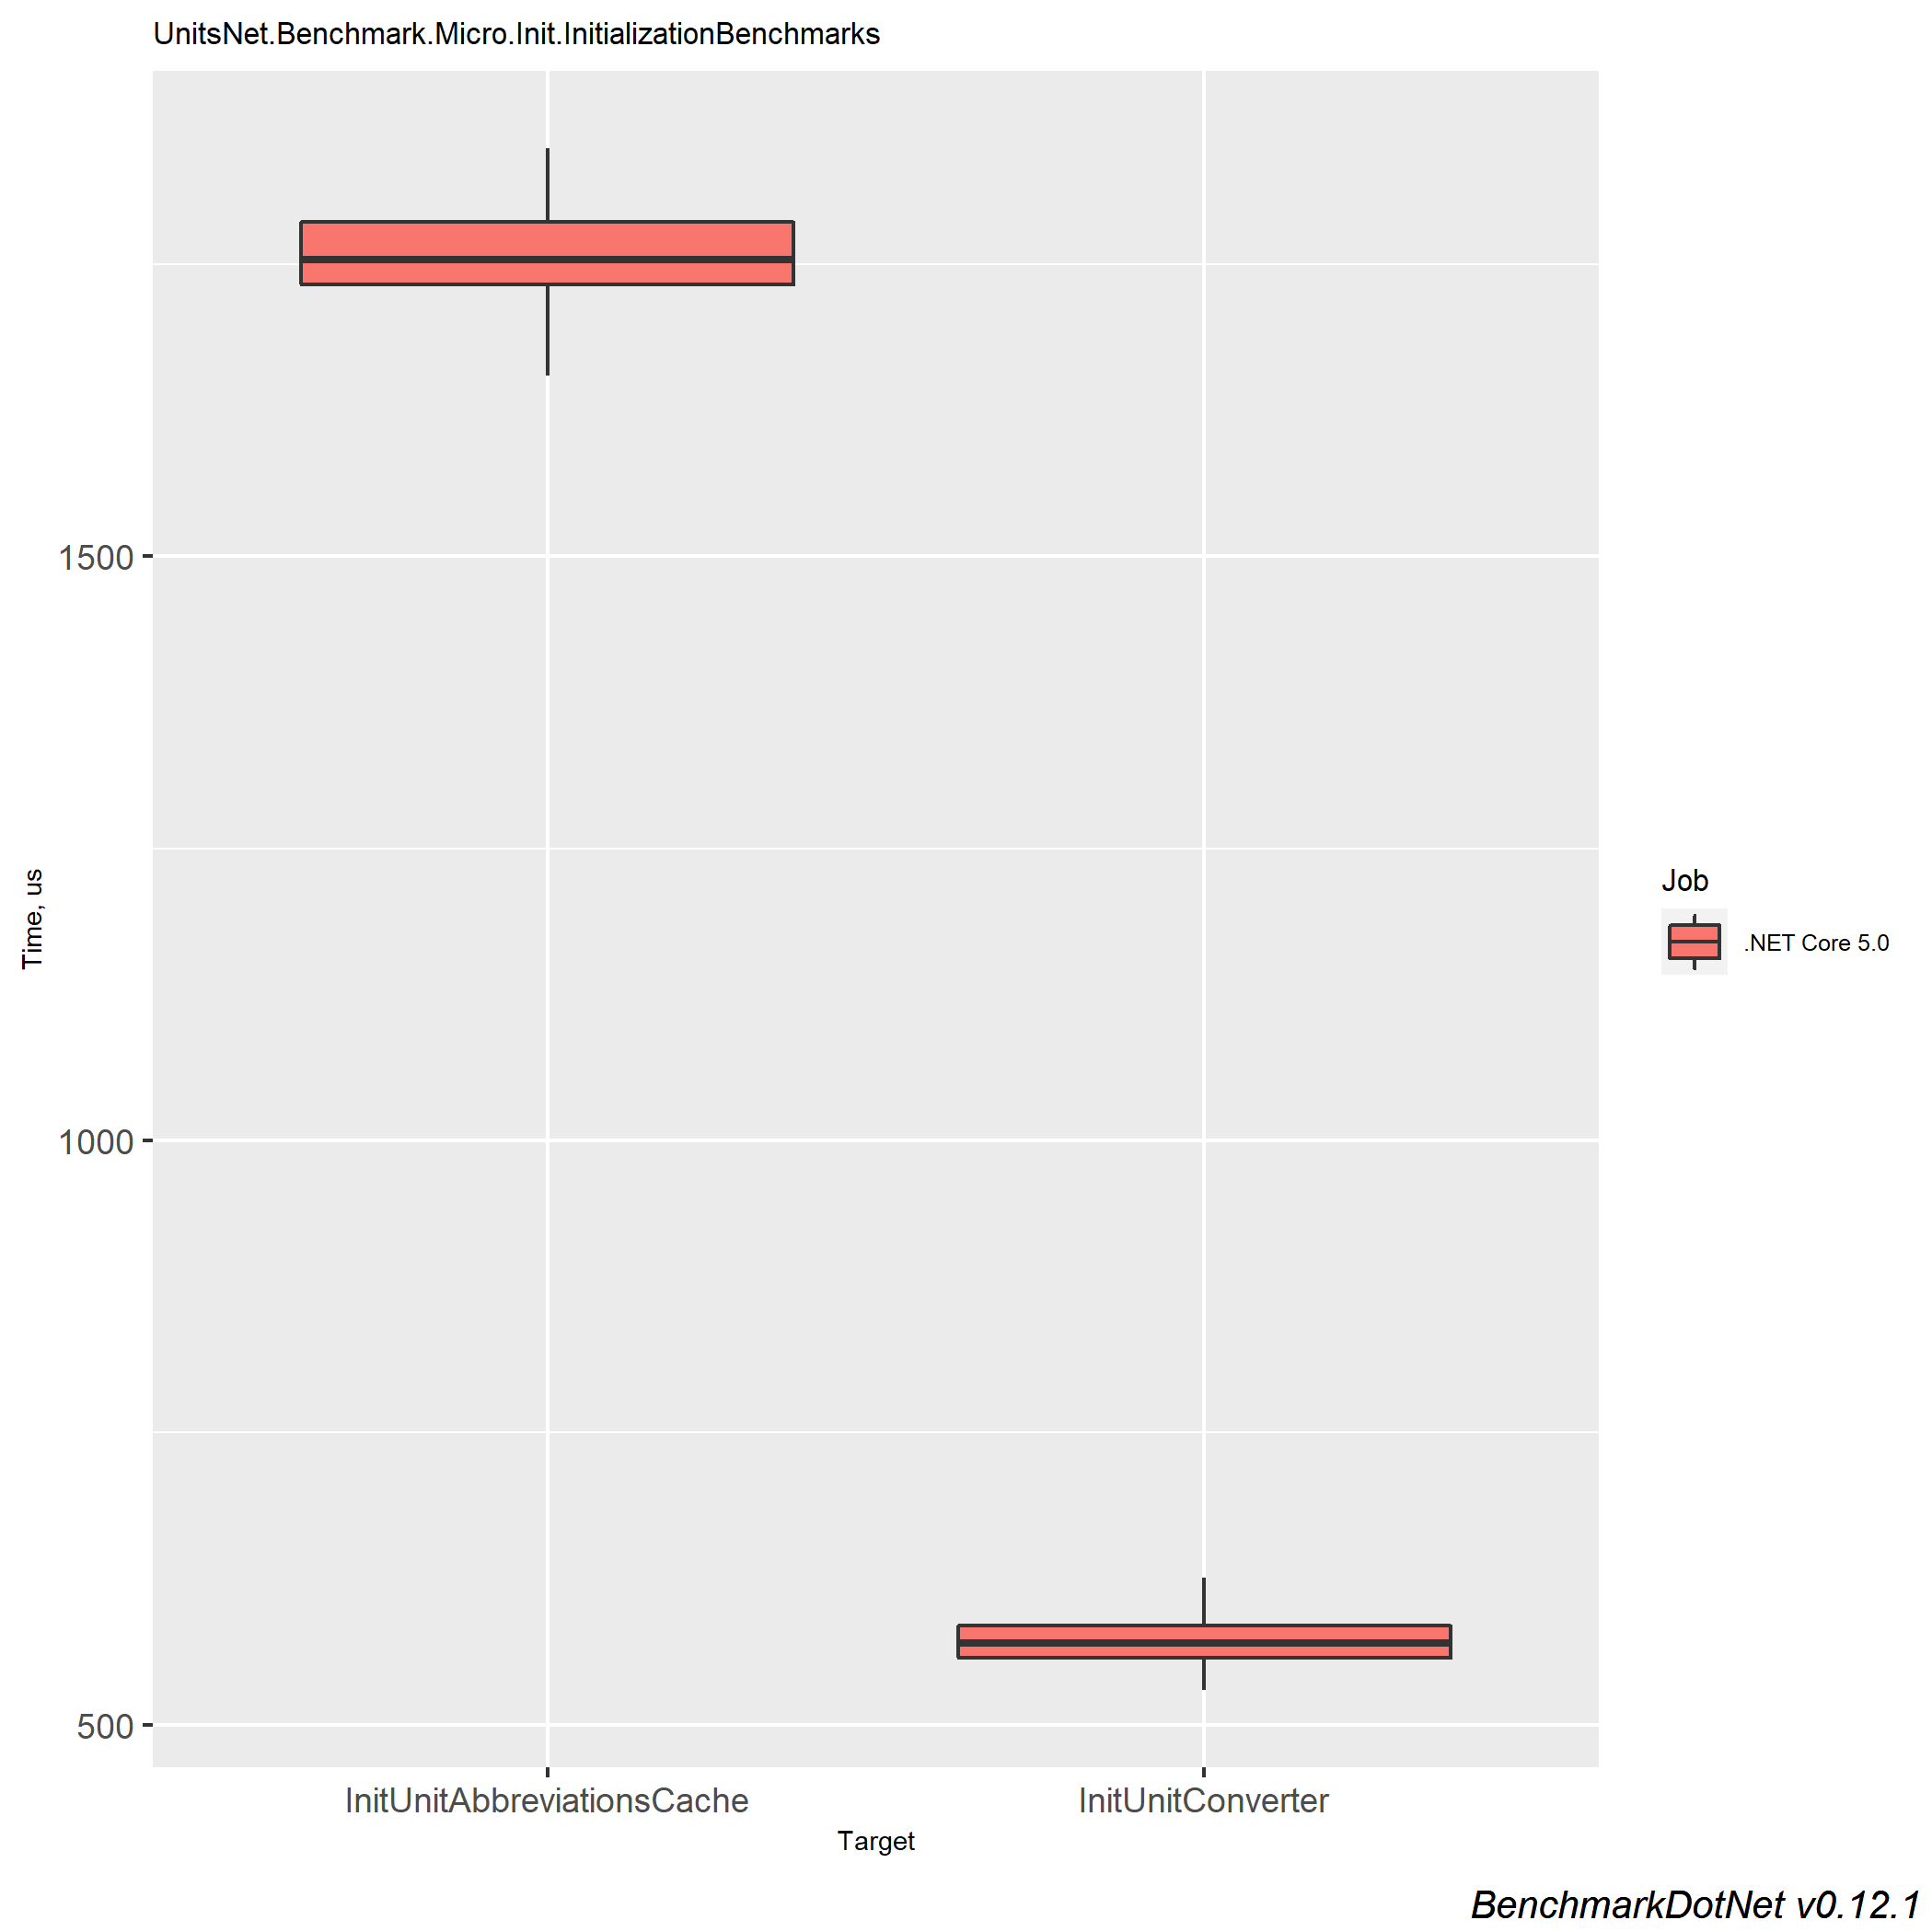 UnitsNet.Benchmark.Micro.Init.InitializationBenchmarks
1500
1000
500
Time, us
InitUnitAbbreviationsCache
InitUnitConverter
Target
Job
.NET Core 5.0
BenchmarkDotNet v0.12.1